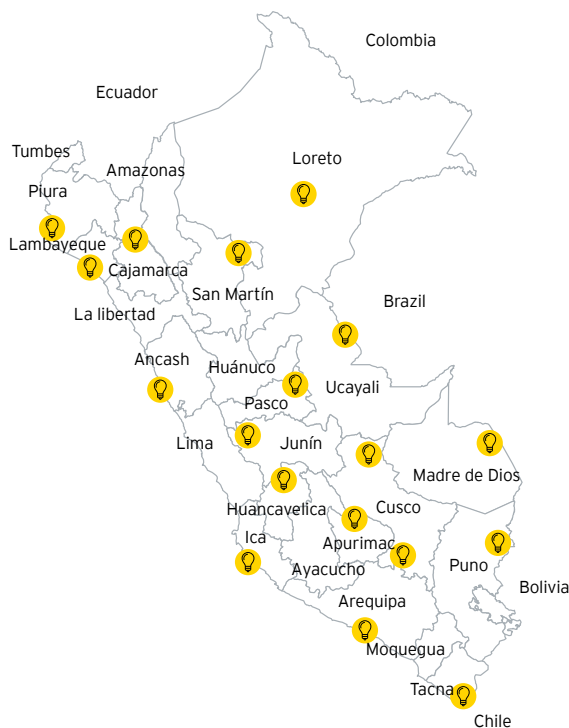 Colombia
Ecuador
Tumbes
Amazonas
Loreto
Piura
Lambayeque
Cajamarca
San Martín
Brazil
La libertad
Ancash
Huánuco
Ucayali
Pasco
Lima
Junín
Madre de Dios
Huancavelica
Cusco
Ica
Apurimac
Puno
Ayacucho
Bolivia
Arequipa
Moquegua
Tacna
Chile